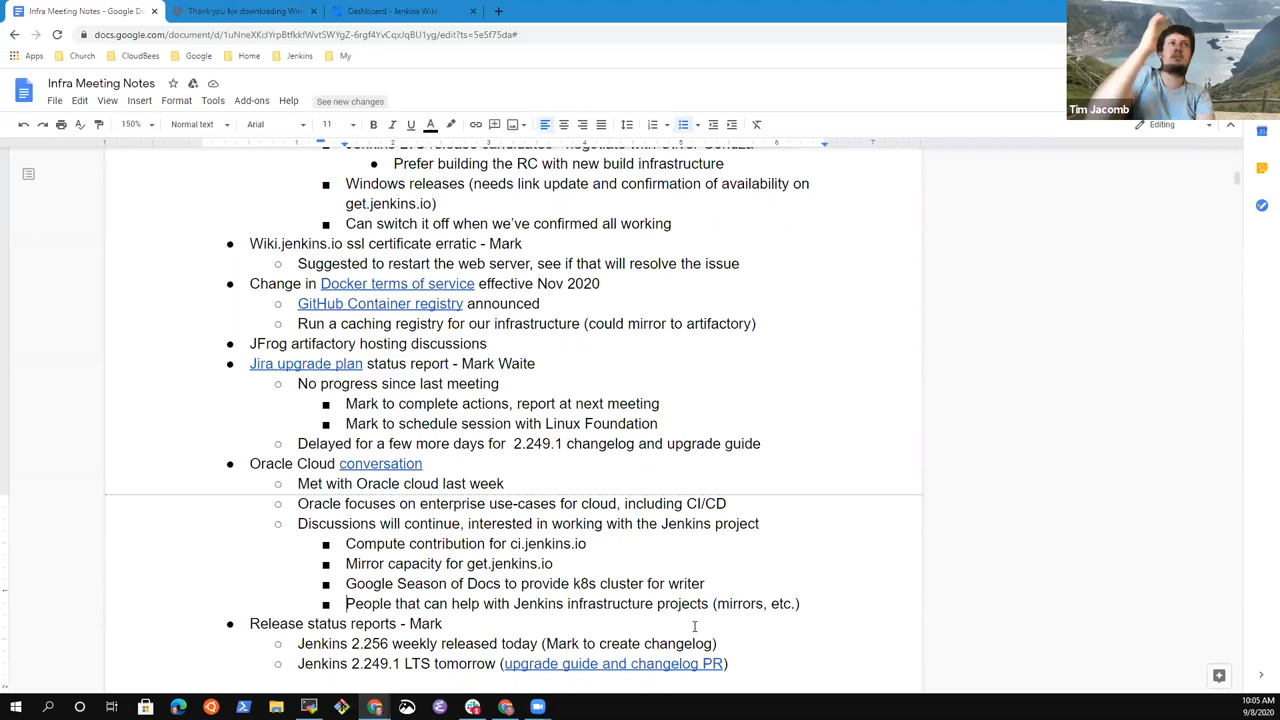 Infra Meeting Notes - Google Do
Thank you for downloading Win
Dashboard - Jenkins Wiki
docs.google.com/document/d/
Apps Church CloudBees Google Home Jenkins My
Infra Meeting Notes
File Edit View Insert Format Tools Add-ons Help See new changes
150% Normal text Arial 11 B I U A Editing
1 1 2 3 4 5 6 7
Prefer building the RC with new build infrastructure
Windows releases (needs link update and confirmation of availability on
get.jenkins.io)
Can switch it off when we've confirmed all working
Wiki.jenkins.io ssl certificate erratic - Mark
Suggested to restart the web server, see if that will resolve the issue
Change in Docker terms of service effective Nov 2020
GitHub Container registry announced
Run a caching registry for our infrastructure (could mirror to artifactory)
JFrog artifactory hosting discussions
Jira upgrade plan status report - Mark Waite
No progress since last meeting
Mark to complete actions, report at next meeting
Mark to schedule session with Linux Foundation
Delayed for a few more days for 2.249.1 changelog and upgrade guide
Oracle Cloud conversation
Met with Oracle cloud last week
Oracle focuses on enterprise use-cases for cloud, including CI/CD
Discussions will continue, interested in working with the Jenkins project
Compute contribution for ci.jenkins.io
Mirror capacity for get.jenkins.io
Google Season of Docs to provide k8s cluster for writer
People that can help with Jenkins infrastructure projects (mirrors, etc.)
Release status reports - Mark
Jenkins 2.256 weekly released today (Mark to create changelog)
Jenkins 2.249.1 LTS tomorrow (upgrade guide and changelog PR)
Tim Jacomb
10:05 AM
9/8/2020